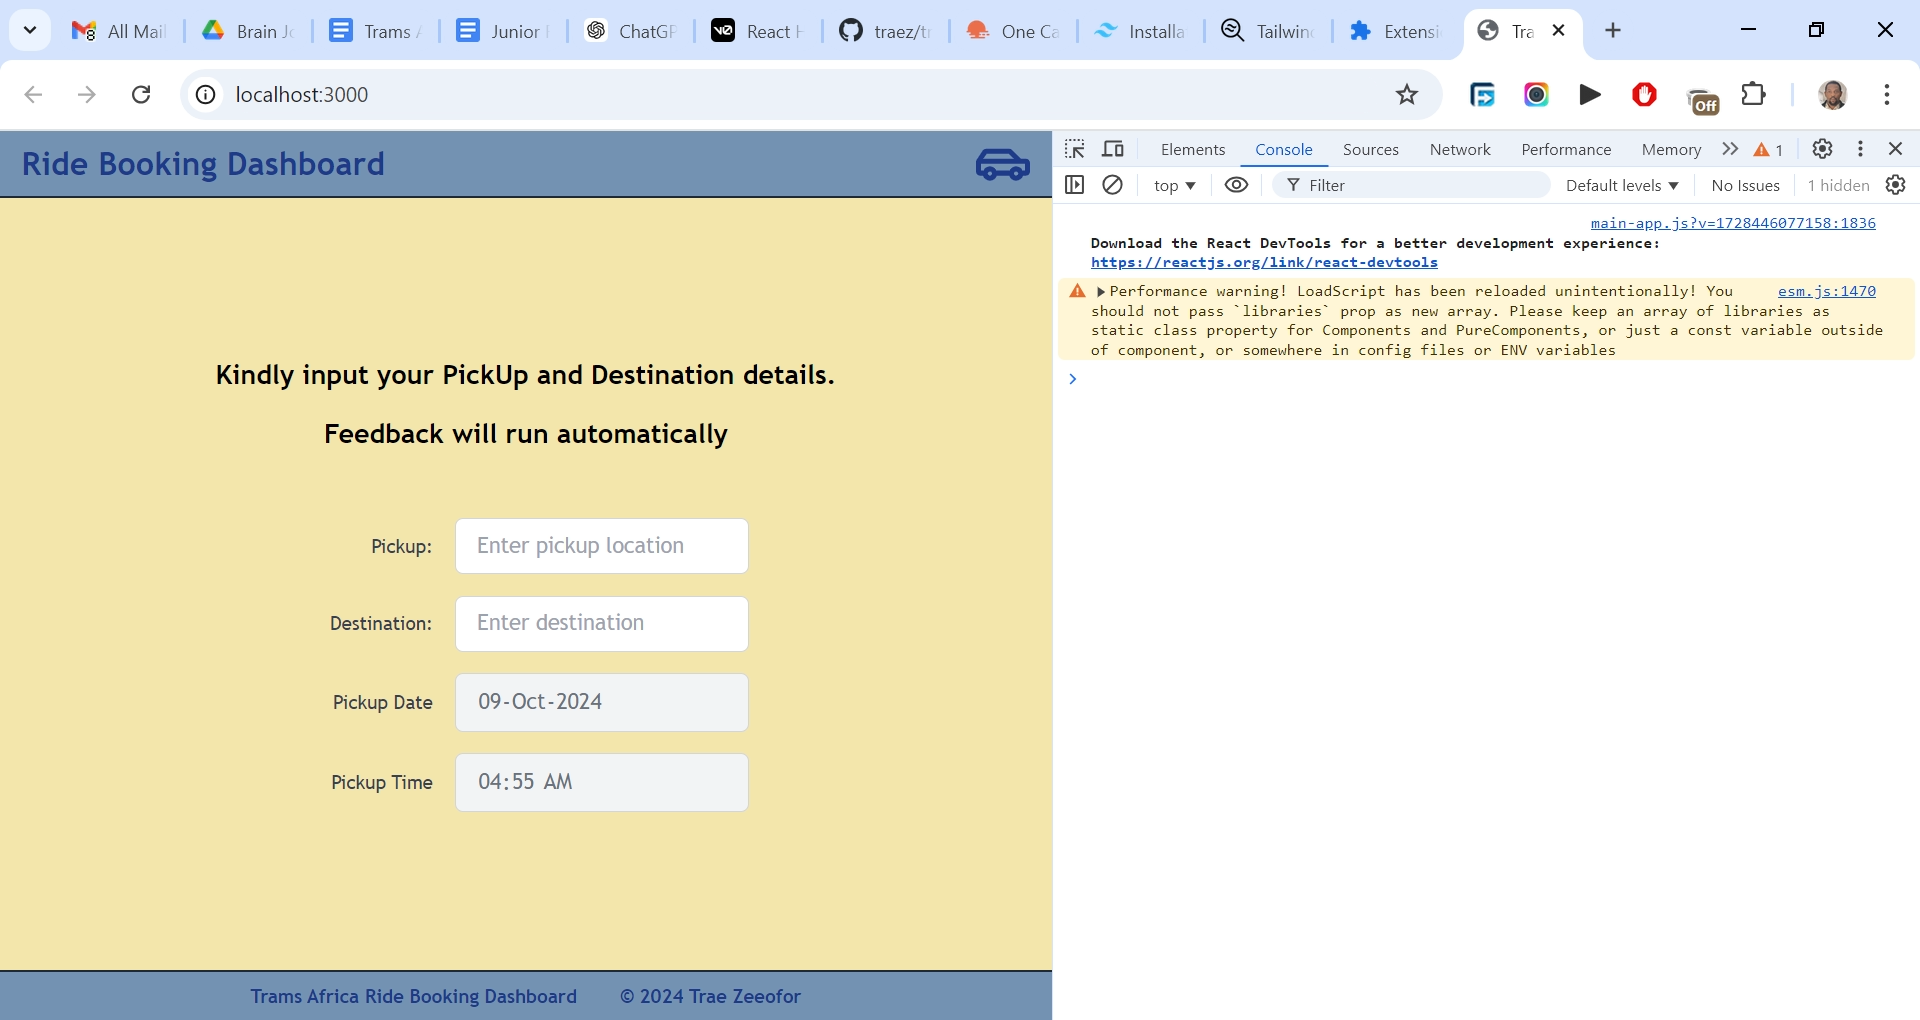 All Mail
Brain Jo
Trams A
Junior
ChatGP
React H
traez/tr
One Ca
Installa
Tailwind
Extensi
Tra
localhost:3000
Off
Ride Booking Dashboard
Kindly input your PickUp and Destination details.
Feedback will run automatically
Pickup: Enter pickup location
Destination: Enter destination
Pickup Date 09-Oct-2024
Pickup Time 04:55 AM
Trams Africa Ride Booking Dashboard © 2024 Trae Zeeofor
Elements Console Sources Network Performance Memory 1
top Filter Default levels No Issues 1 hidden
main-app.js?v=1728446077158:1836
Download the React DevTools for a better development experience:
https://reactjs.org/link/react-devtools
Performance warning! LoadScript has been reloaded unintentionally! You esm.js:1470
should not pass `libraries` prop as new array. Please keep an array of libraries as
static class property for Components and PureComponents, or just a const variable outside
of component, or somewhere in config files or ENV variables